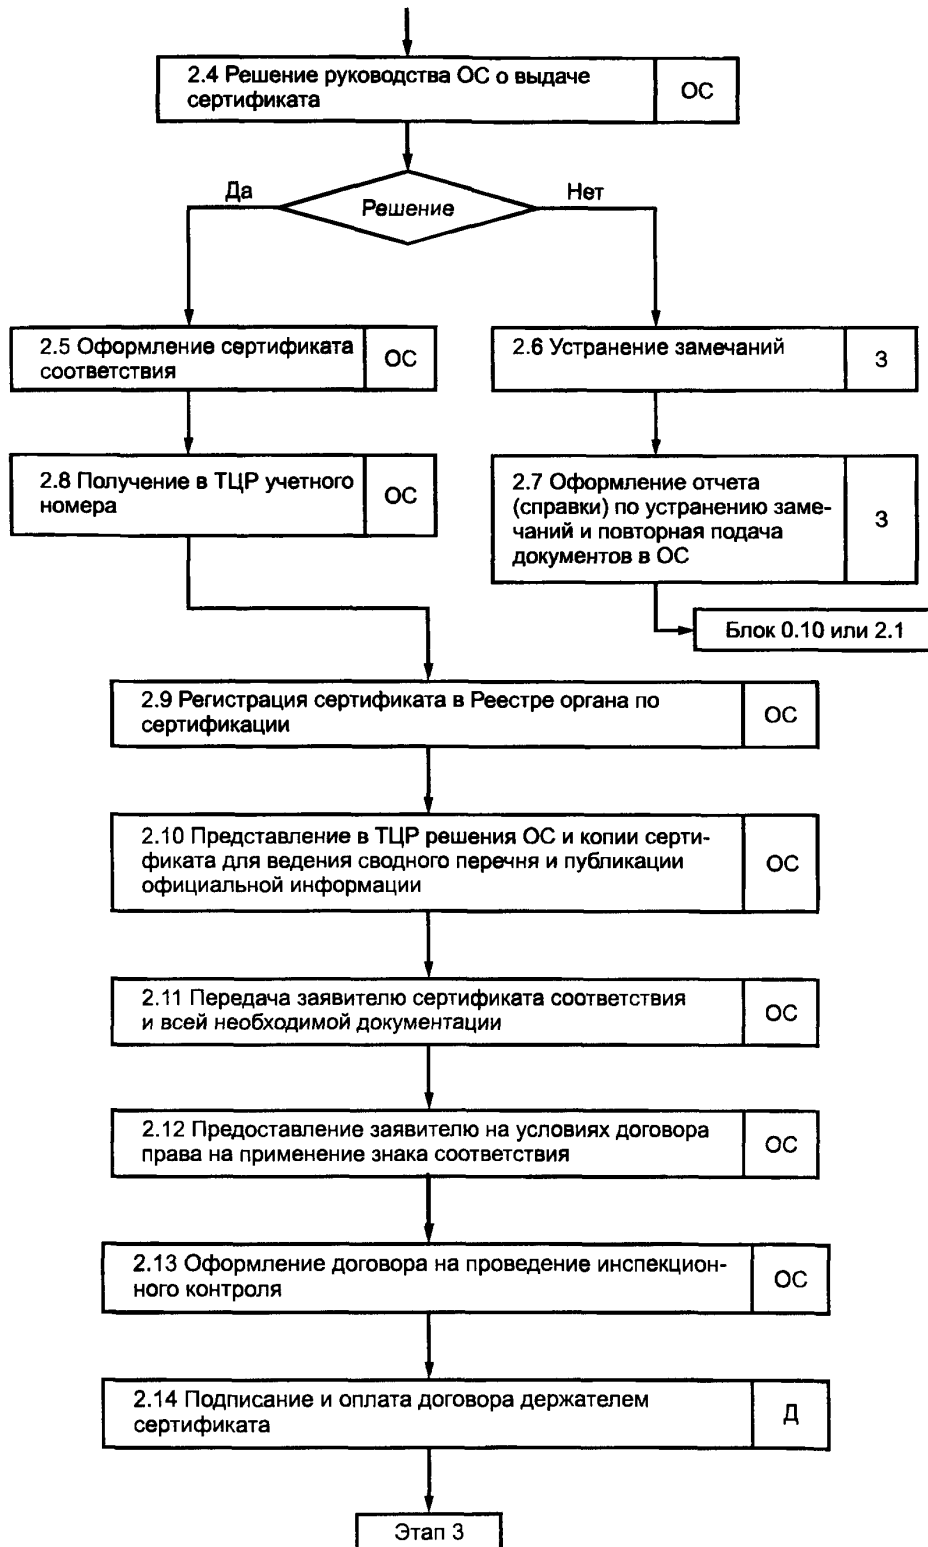 2.4 Решение руководства ОС о выдаче
сертификата
ОС
Да
Решение
Нет
2.5 Оформление сертификата
соответствия
ОС
2.6 Устранение замечаний
З
2.8 Получение в ТЦР учетного
номера
ОС
2.7 Оформление отчета
(справки) по устранению заме-
чаний и повторная подача
документов в ОС
З
Блок 0.10 или 2.1
2.9 Регистрация сертификата в Реестре органа по
сертификации
ОС
2.10 Представление в ТЦР решения ОС и копии серти-
фиката для ведения сводного перечня и публикации
официальной информации
ОС
2.11 Передача заявителю сертификата соответствия
и всей необходимой документации
ОС
2.12 Предоставление заявителю на условиях договора
права на применение знака соответствия
ОС
2.13 Оформление договора на проведение инспекцион-
ного контроля
ОС
2.14 Подписание и оплата договора держателем
сертификата
Д
Этап 3